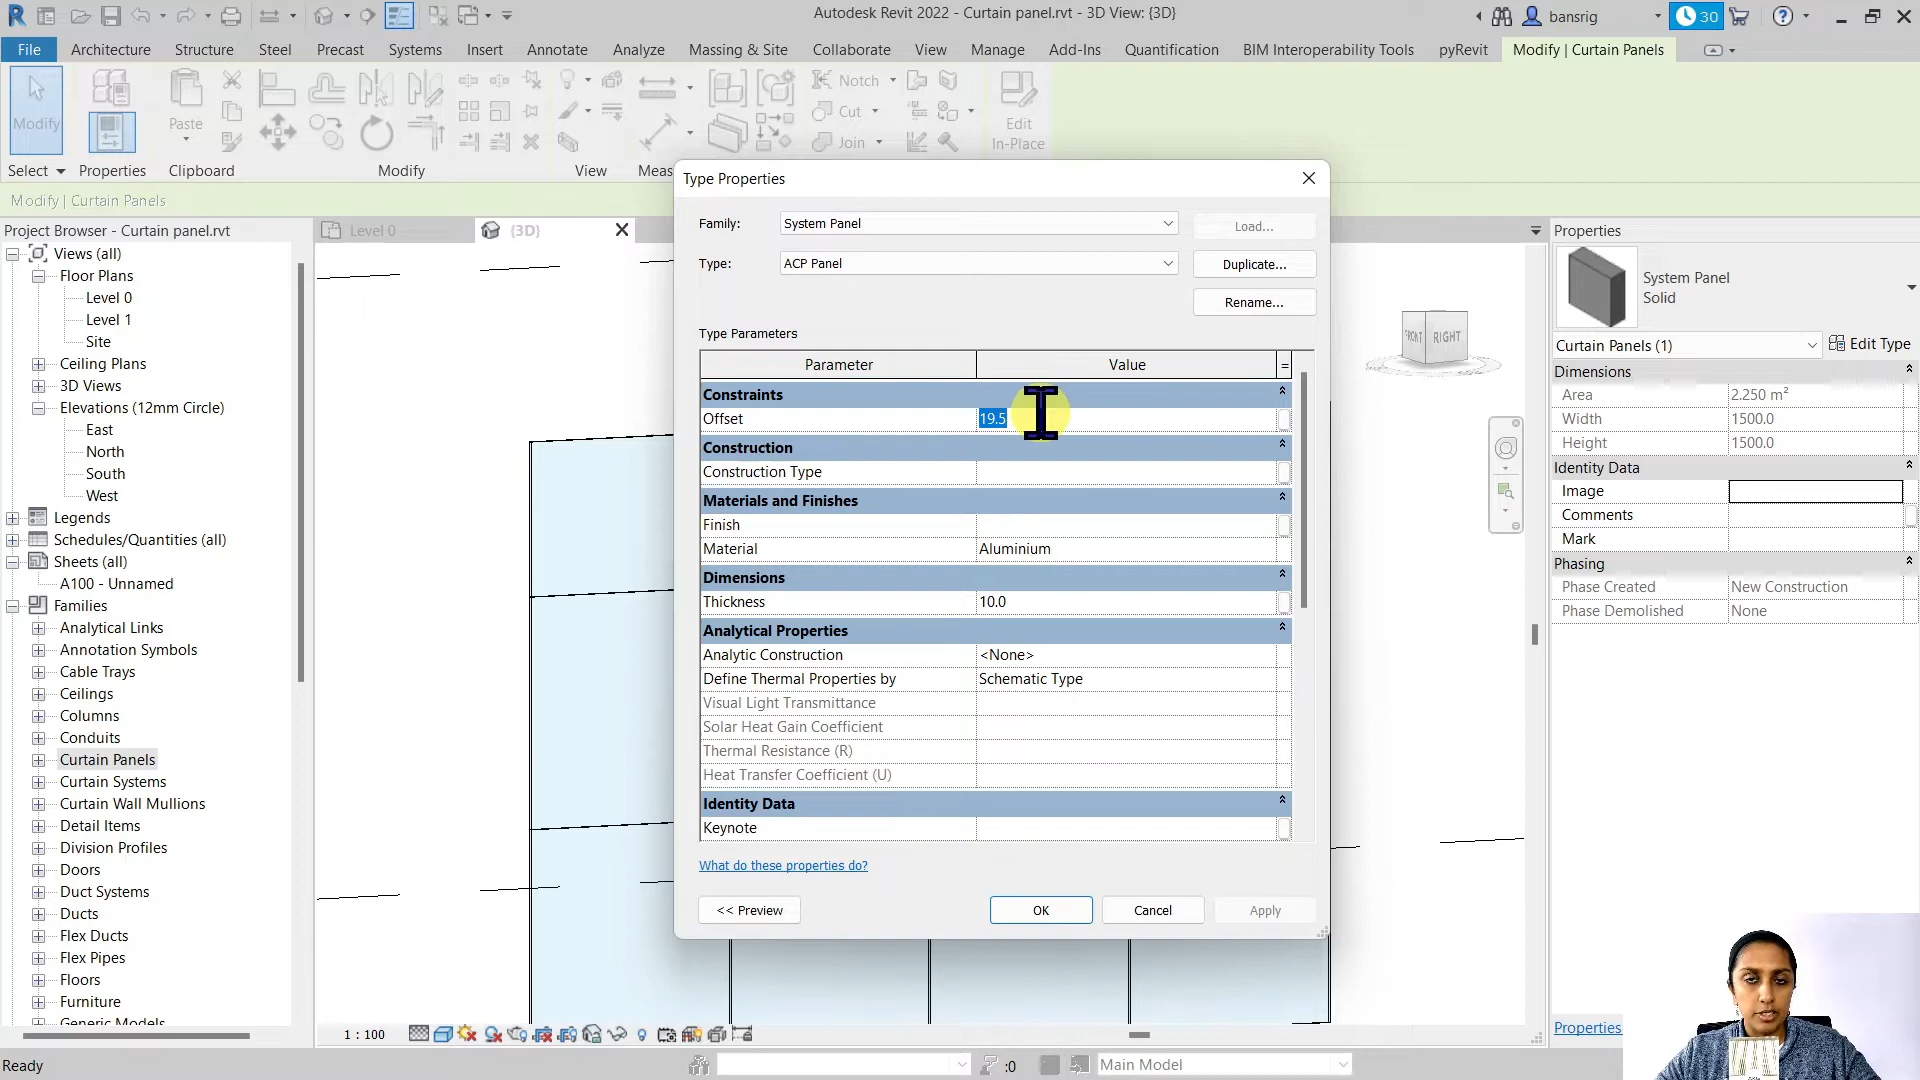 Autodesk Revit 2022 - Curtain panel.rvt - 3D View: {3D}
bansrig
30
File
Architecture
Structure
Steel
Precast
Systems
Insert
Annotate
Analyze
Massing & Site
Collaborate
View
Manage
Add-Ins
Quantification
BIM Interoperability Tools
pyRevit
Modify | Curtain Panels
Modify
Paste
Notch
Cut
Join
Edit
In-Place
Select
Properties
Clipboard
Modify
View
Meas
Modify | Curtain Panels
Project Browser - Curtain panel.rvt
Views (all)
Floor Plans
Level 0
Level 1
Site
Ceiling Plans
3D Views
Elevations (12mm Circle)
East
North
South
West
Legends
Schedules/Quantities (all)
Sheets (all)
A100 - Unnamed
Families
Analytical Links
Annotation Symbols
Cable Trays
Ceilings
Columns
Conduits
Curtain Panels
Curtain Systems
Curtain Wall Mullions
Detail Items
Division Profiles
Doors
Duct Systems
Ducts
Flex Ducts
Flex Pipes
Floors
Furniture
Generic Models
Level 0
{3D}
Type Properties
Family:
System Panel
Load...
Type:
ACP Panel
Duplicate...
Rename...
Type Parameters
Parameter
Value
=
Constraints
Offset
19.5
Construction
Construction Type
Materials and Finishes
Finish
Material
Aluminium
Dimensions
Thickness
10.0
Analytical Properties
Analytic Construction
<None>
Define Thermal Properties by
Schematic Type
Visual Light Transmittance
Solar Heat Gain Coefficient
Thermal Resistance (R)
Heat Transfer Coefficient (U)
Identity Data
Keynote
What do these properties do?
<< Preview
OK
Cancel
Apply
FRONT
RIGHT
Properties
System Panel
Solid
Curtain Panels (1)
Edit Type
Dimensions
Area
2.250 m²
Width
1500.0
Height
1500.0
Identity Data
Image
Comments
Mark
Phasing
Phase Created
New Construction
Phase Demolished
None
Properties
1 : 100
Ready
:0
Main Model